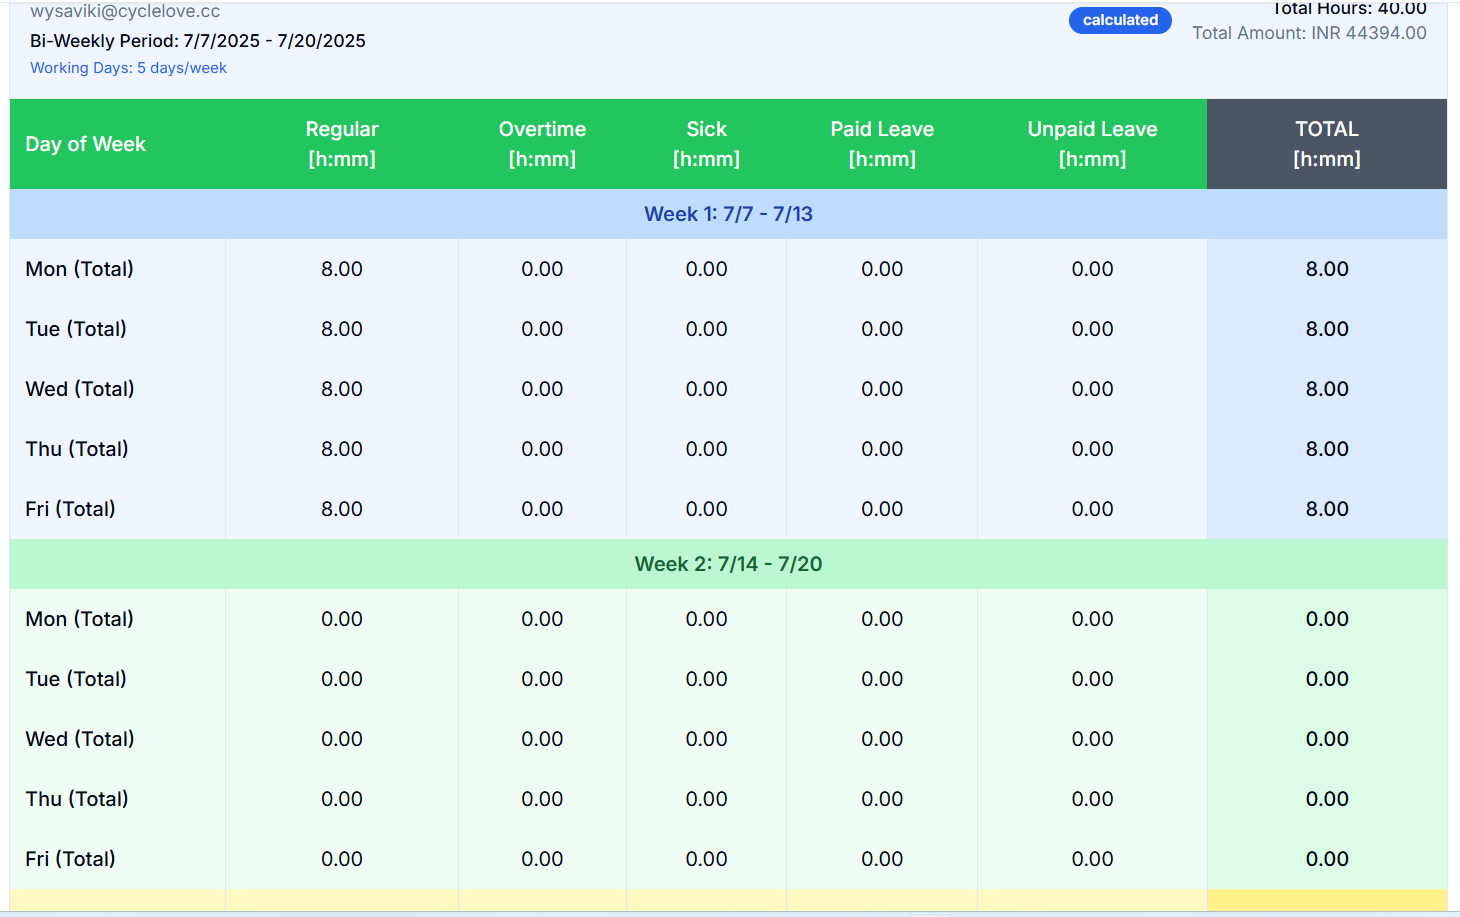 wysaviki@cyclelove.cc
calculated
Total Hours: 40.00
Bi-Weekly Period: 7/7/2025 - 7/20/2025
Total Amount: INR 44394.00
Working Days: 5 days/week
Day of Week Regular [h:mm] Overtime [h:mm] Sick [h:mm] Paid Leave [h:mm] Unpaid Leave [h:mm] TOTAL [h:mm]
Week 1: 7/7 - 7/13
Mon (Total) 8.00 0.00 0.00 0.00 0.00 8.00
Tue (Total) 8.00 0.00 0.00 0.00 0.00 8.00
Wed (Total) 8.00 0.00 0.00 0.00 0.00 8.00
Thu (Total) 8.00 0.00 0.00 0.00 0.00 8.00
Fri (Total) 8.00 0.00 0.00 0.00 0.00 8.00
Week 2: 7/14 - 7/20
Mon (Total) 0.00 0.00 0.00 0.00 0.00 0.00
Tue (Total) 0.00 0.00 0.00 0.00 0.00 0.00
Wed (Total) 0.00 0.00 0.00 0.00 0.00 0.00
Thu (Total) 0.00 0.00 0.00 0.00 0.00 0.00
Fri (Total) 0.00 0.00 0.00 0.00 0.00 0.00